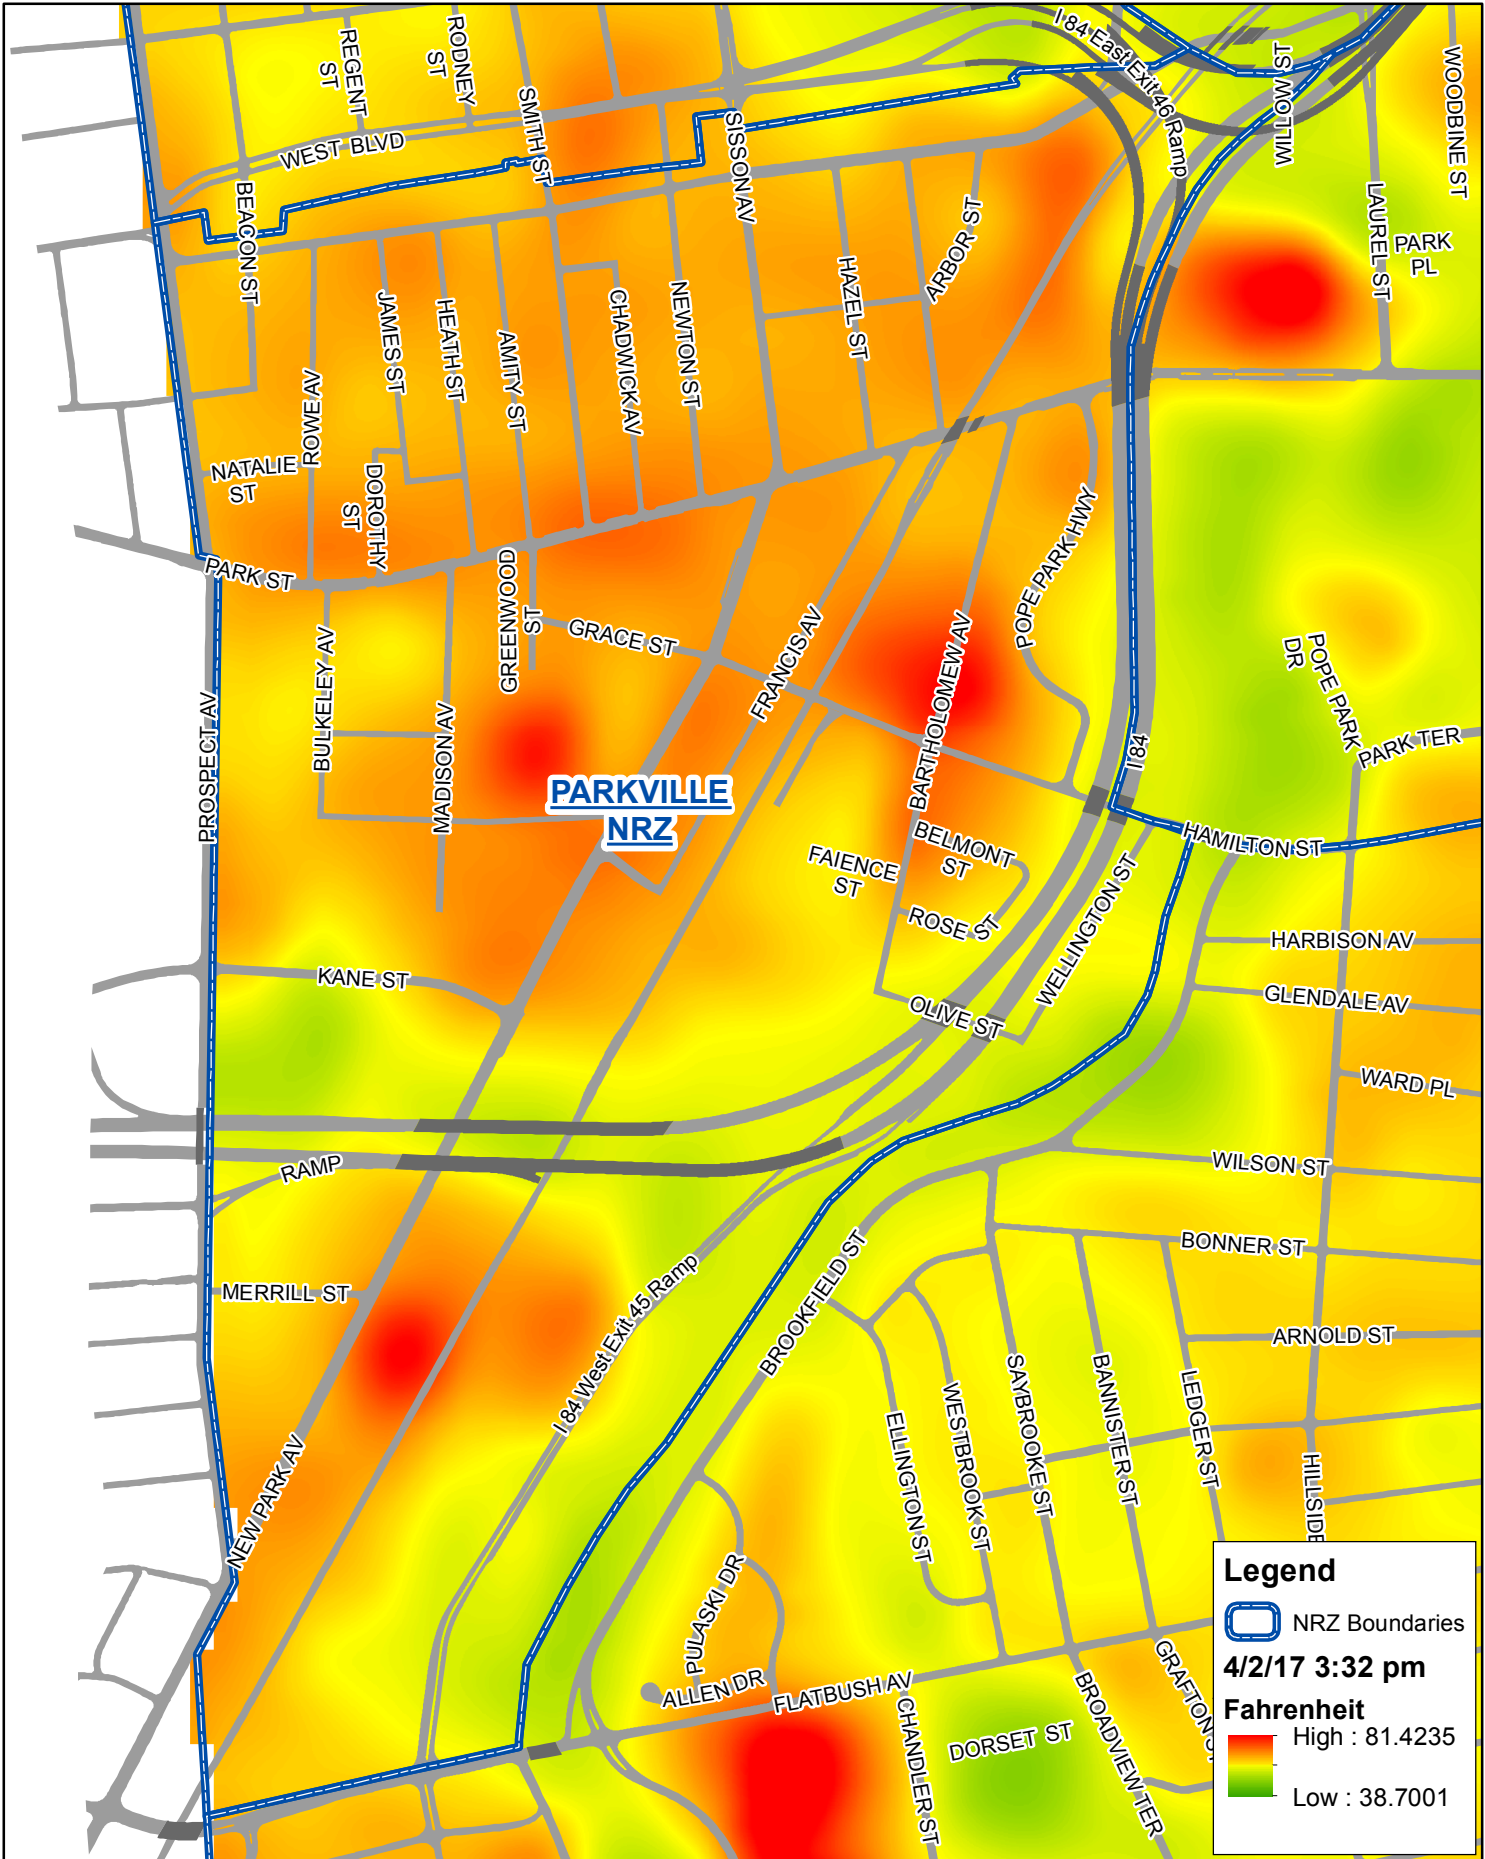 I 84 East Exit 46 Ramp
REGENT
ST
RODNEY
ST
SMITH ST
WEST BLVD
SISSON AV
WILLOW ST
WOODBINE ST
BEACON ST
LAUREL ST
PARK
PL
ARBOR ST
HAZEL ST
JAMES ST
HEATH ST
AMITY ST
CHADWICK AV
NEWTON ST
ROWE AV
NATALIE
ST
DOROTHY
ST
PARK ST
GREENWOOD
ST
GRACE ST
POPE PARK HWY
FRANCIS AV
BARTHOLOMEW AV
BULKELEY AV
MADISON AV
PROSPECT AV
POPE PARK
DR
PARK TER
I 84
PARKVILLE
NRZ
HAMILTON ST
BELMONT
ST
FAIENCE
ST
ROSE ST
WELLINGTON ST
OLIVE ST
KANE ST
HARBISON AV
GLENDALE AV
WARD PL
WILSON ST
RAMP
BONNER ST
MERRILL ST
I 84 West Exit 45 Ramp
BROOKFIELD ST
ARNOLD ST
ELLINGTON ST
WESTBROOK ST
SAYBROOKE ST
BANNISTER ST
LEDGER ST
HILLSIDE
NEW PARK AV
PULASKI DR
ALLEN DR
FLATBUSH AV
CHANDLER ST
DORSET ST
BROADVIEW TER
GRAFTON ST
Legend
NRZ Boundaries
4/2/17 3:32 pm
Fahrenheit
High : 81.4235
Low : 38.7001